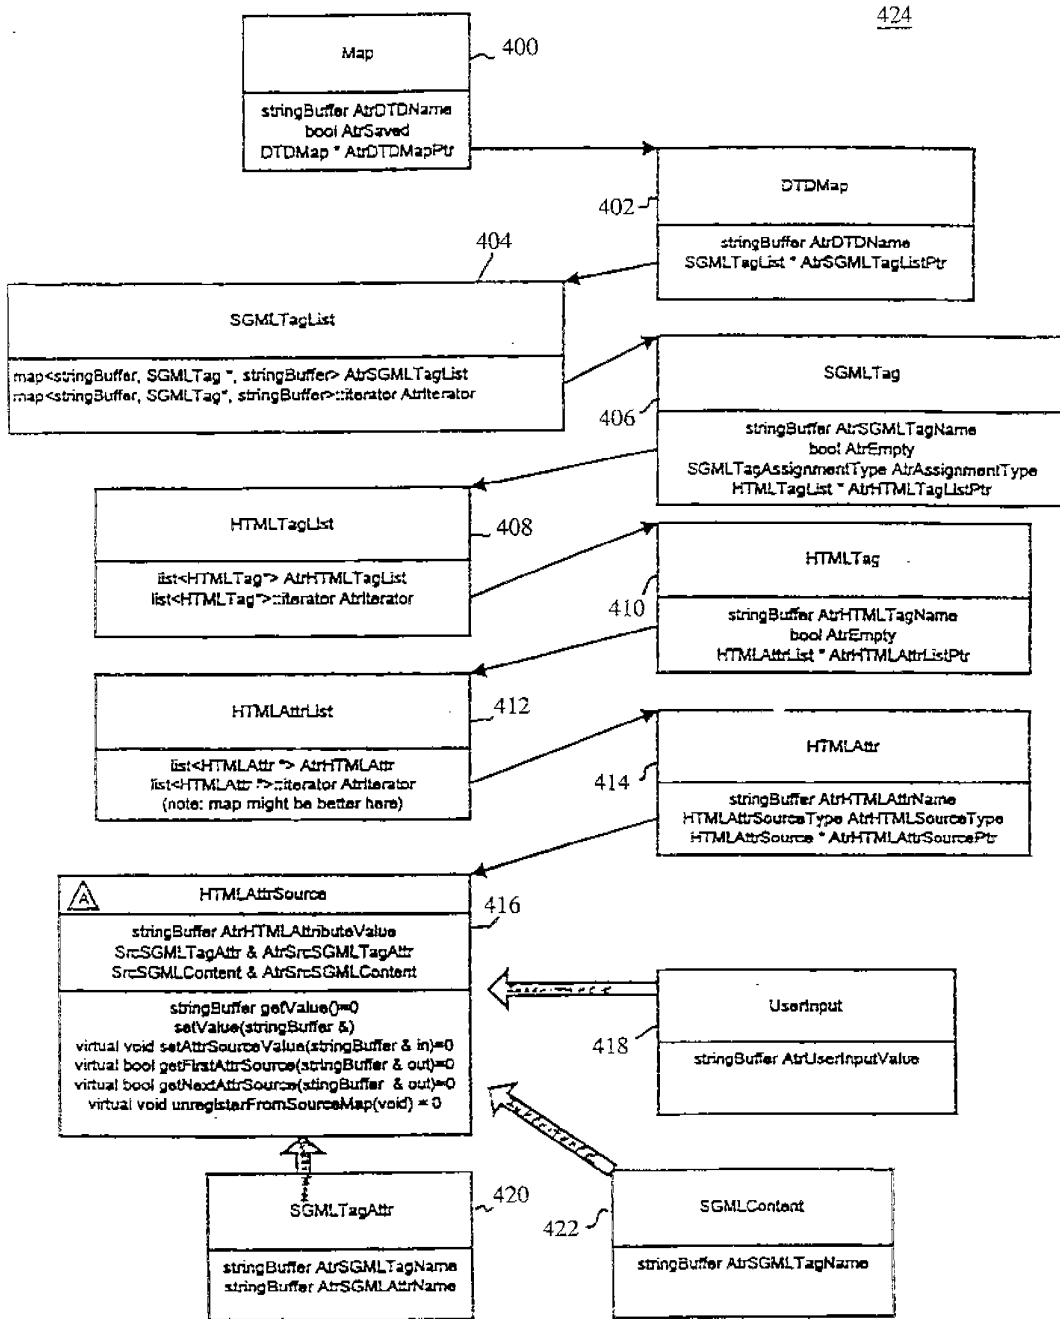 424
Map
400
stringBuffer AtrDTDName
bool AtrSaved
DTDMap * AtrDTDMapPtr
DTDMap
402
stringBuffer AtrDTDName
SGMLTagList * AtrSGMLTagListPtr
404
SGMLTagList
map<stringBuffer, SGMLTag *, stringBuffer> AtrSGMLTagList
map<stringBuffer, SGMLTag*, stringBuffer>::iterator AtrIterator
SGMLTag
406
stringBuffer AtrSGMLTagName
bool AtrEmpty
SGMLTagAssignmentType AtrAssignmentType
HTMLTagList * AtrHTMLTagListPtr
HTMLTagList
408
list<HTMLTag*> AtrHTMLTagList
list<HTMLTag*>::iterator AtrIterator
HTMLTag
410
stringBuffer AtrHTMLTagName
bool AtrEmpty
HTMLAttrList * AtrHTMLAttrListPtr
HTMLAttrList
412
list<HTMLAttr *> AtrHTMLAttr
list<HTMLAttr *>::iterator AtrIterator
(note: map might be better here)
HTMLAttr
414
stringBuffer AtrHTMLAttrName
HTMLAttrSourceType AtrHTMLSourceType
HTMLAttrSource * AtrHTMLAttrSourcePtr
A
HTMLAttrSource
416
stringBuffer AtrHTMLAttributeValue
SrcSGMLTagAttr & AtrSrcSGMLTagAttr
SrcSGMLContent & AtrSrcSGMLContent
stringBuffer getValue()=0
setValue(stringBuffer &)
virtual void setAttrSourceValue(stringBuffer & in)=0
virtual bool getFirstAttrSource(stringBuffer & out)=0
virtual bool getNextAttrSource(stingBuffer & out)=0
virtual void unregisterFromSourceMap(void) = 0
UserInput
418
stringBuffer AtrUserInputValue
SGMLTagAttr
420
stringBuffer AtrSGMLTagName
stringBuffer AtrSGMLAttrName
SGMLContent
422
stringBuffer AtrSGMLTagName